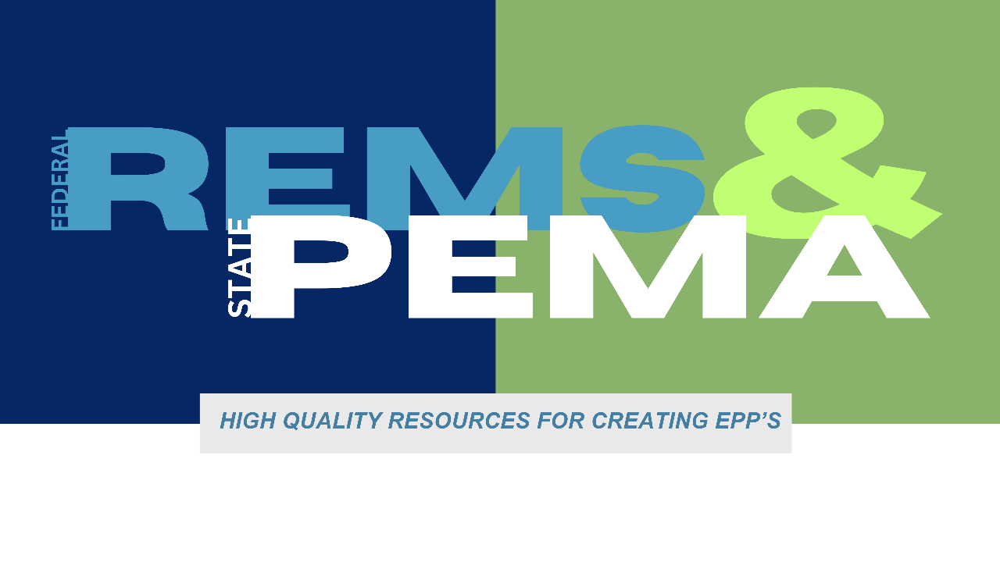 FEDERAL
REMS&
STATE
PEMA
HIGH QUALITY RESOURCES FOR CREATING EPP’S